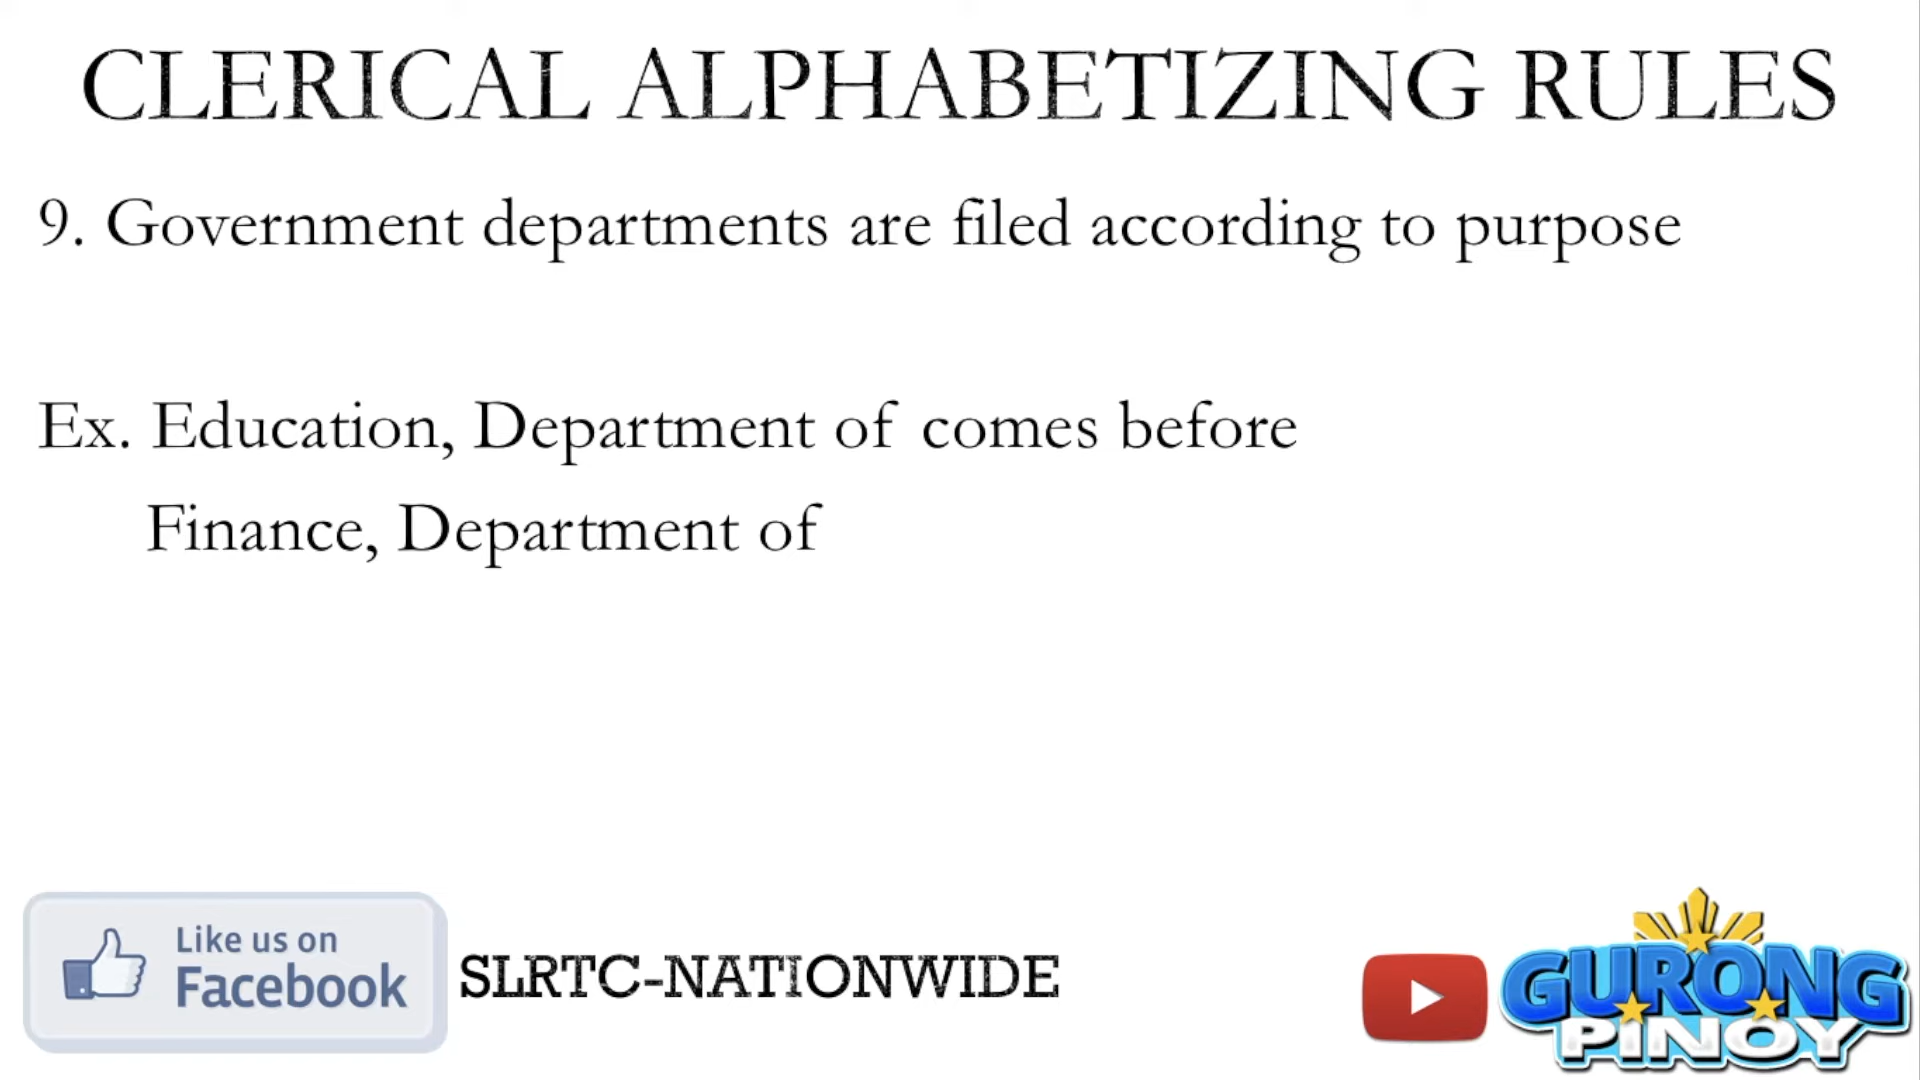 CLERICAL ALPHABETIZING RULES
9. Government departments are filed according to purpose
Ex. Education, Department of comes before
Finance, Department of
Like us on
Facebook
SLRTC-NATIONWIDE
GURONG
PINOY